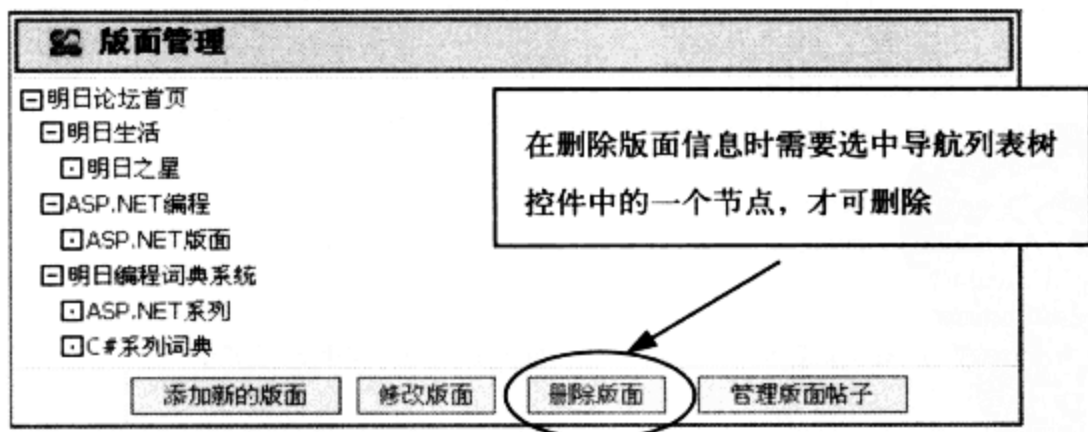 版面管理
明日论坛首页
明日生活
明日之星
ASP.NET编程
ASP.NET版面
明日编程词典系统
ASP.NET系列
C#系列词典
在删除版面信息时需要选中导航列表树
控件中的一个节点，才可删除
添加新的版面 修改版面 删除版面 管理版面帖子